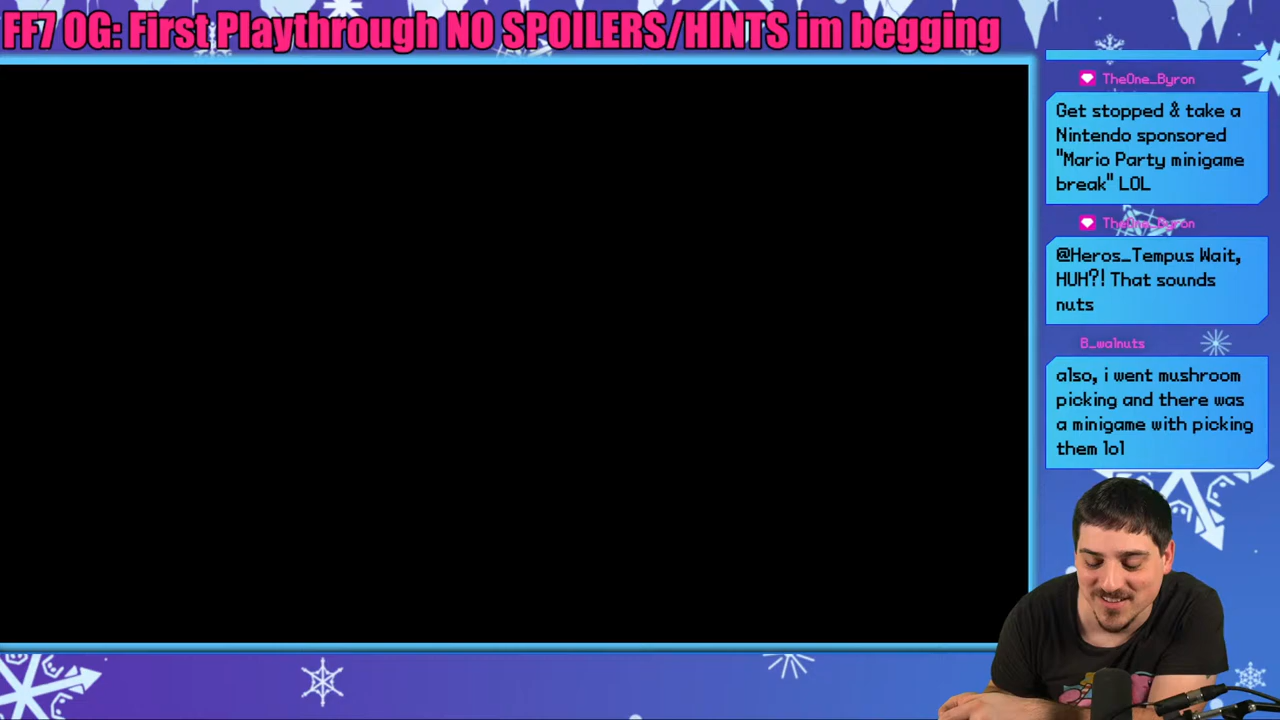 FF7 OG: First Playthrough NO SPOILERS/HINTS im begging
TheOne_Byron
Get stopped & take a
Nintendo sponsored
"Mario Party minigame
break" LOL
TheOne_Byron
@Heros_Tempus Wait,
HUH?! That sounds
nuts
B_walnuts
also, i went mushroom
picking and there was
a minigame with picking
them lol